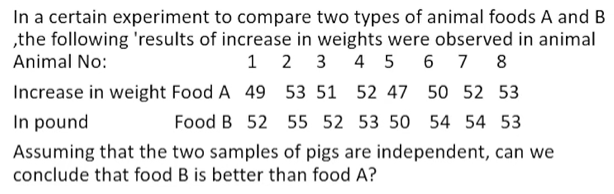 In a certain experiment to compare two types of animal foods A and B
,the following 'results of increase in weights were observed in animal
Animal No: 1 2 3 4 5 6 7 8
Increase in weight Food A 49 53 51 52 47 50 52 53
In pound Food B 52 55 52 53 50 54 54 53
Assuming that the two samples of pigs are independent, can we
conclude that food B is better than food A?